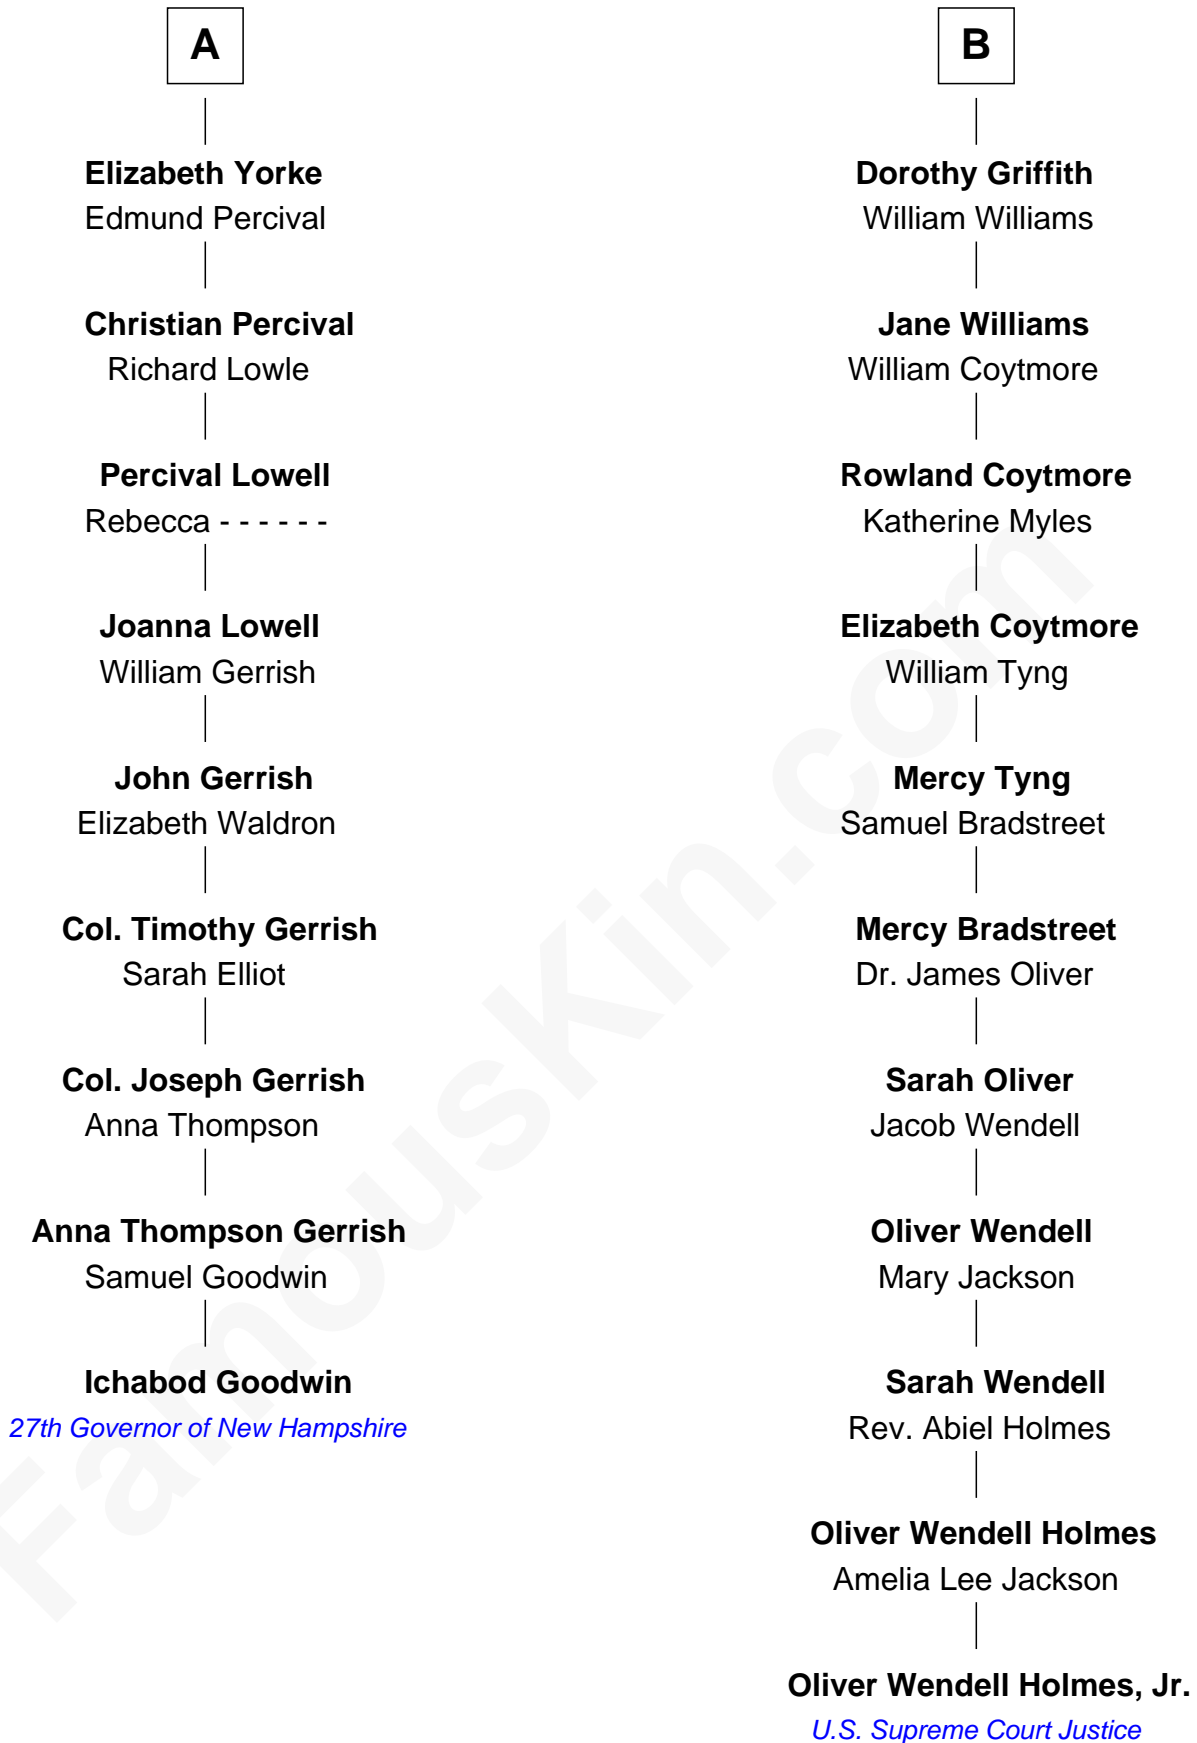 A
Elizabeth Yorke
Edmund Percival
Christian Percival
Richard Lowle
Percival Lowell
Rebecca - - - - - -
Joanna Lowell
William Gerrish
John Gerrish
Elizabeth Waldron
Col. Timothy Gerrish
Sarah Elliot
Col. Joseph Gerrish
Anna Thompson
Anna Thompson Gerrish
Samuel Goodwin
Ichabod Goodwin
27th Governor of New Hampshire
B
Dorothy Griffith
William Williams
Jane Williams
William Coytmore
Rowland Coytmore
Katherine Myles
Elizabeth Coytmore
William Tyng
Mercy Tyng
Samuel Bradstreet
Mercy Bradstreet
Dr. James Oliver
Sarah Oliver
Jacob Wendell
Oliver Wendell
Mary Jackson
Sarah Wendell
Rev. Abiel Holmes
Oliver Wendell Holmes
Amelia Lee Jackson
Oliver Wendell Holmes, Jr.
U.S. Supreme Court Justice
FamousKin.com